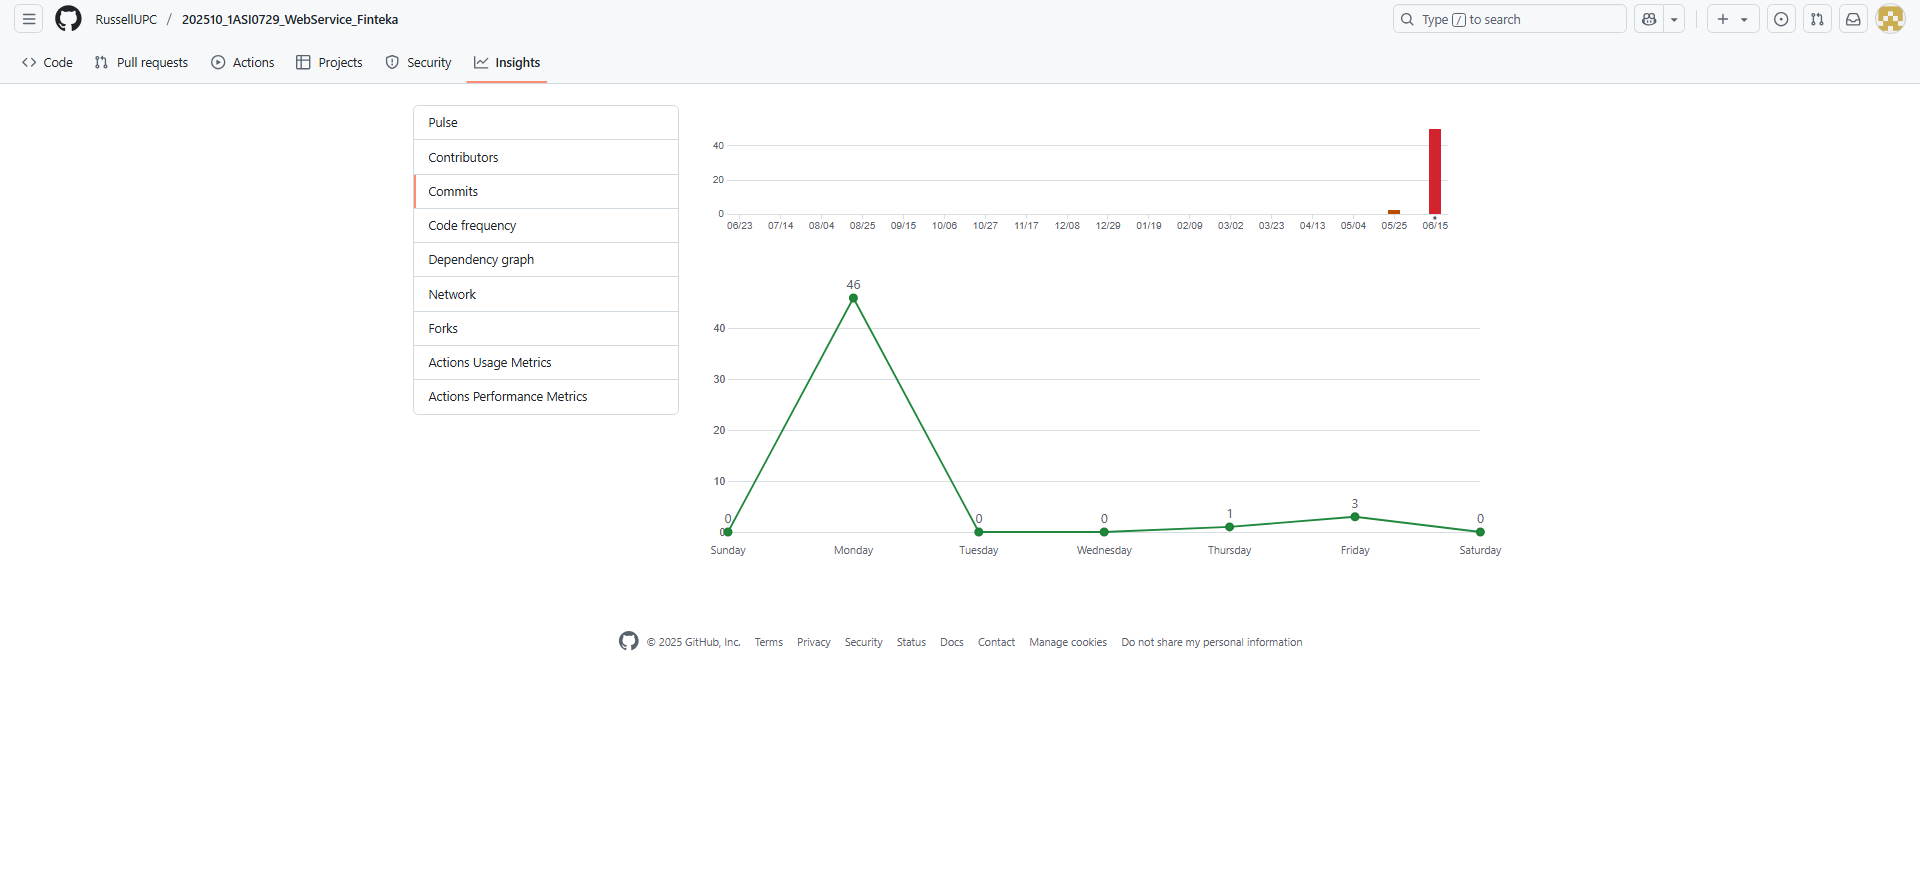 RussellUPC / 202510_1ASI0729_WebService_Finteka
Type / to search
Code Pull requests Actions Projects Security Insights
Pulse
Contributors
Commits
Code frequency
Dependency graph
Network
Forks
Actions Usage Metrics
Actions Performance Metrics
40
20
0
06/23 07/14 08/04 08/25 09/15 10/06 10/27 11/17 12/08 12/29 01/19 02/09 03/02 03/23 04/13 05/04 05/25 06/15
46
40
30
20
10
0 0 0 1 3 0
0
Sunday Monday Tuesday Wednesday Thursday Friday Saturday
© 2025 GitHub, Inc. Terms Privacy Security Status Docs Contact Manage cookies Do not share my personal information